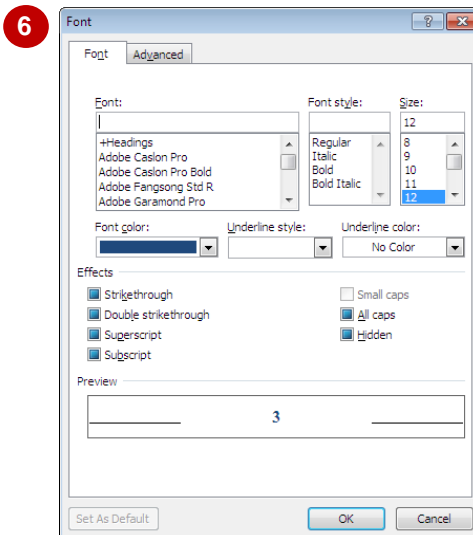 6
Font
Font Advanced
Font: Font style: Size:
12
+Headings Regular 8
Adobe Caslon Pro Italic 9
Adobe Caslon Pro Bold Bold 10
Adobe Fangsong Std R Bold Italic 11
Adobe Garamond Pro 12
Font color: Underline style: Underline color:
No Color
Effects
Strikethrough Small caps
Double strikethrough All caps
Superscript Hidden
Subscript
Preview
3
Set As Default OK Cancel